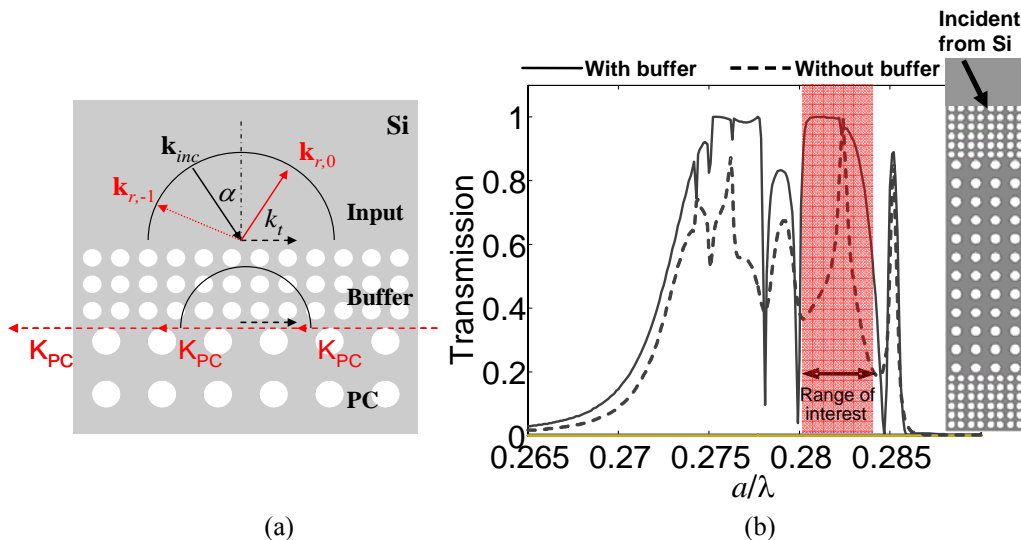 Si
k_inc
k_r,0
k_r,-1
α
k_t
Input
Buffer
K_PC
K_PC
K_PC
PC
(a)
Incident
from Si
With buffer
Without buffer
Transmission
1
0.8
0.6
0.4
0.2
0
Range of
interest
0.265
0.27
0.275
0.28
0.285
a/λ
(b)